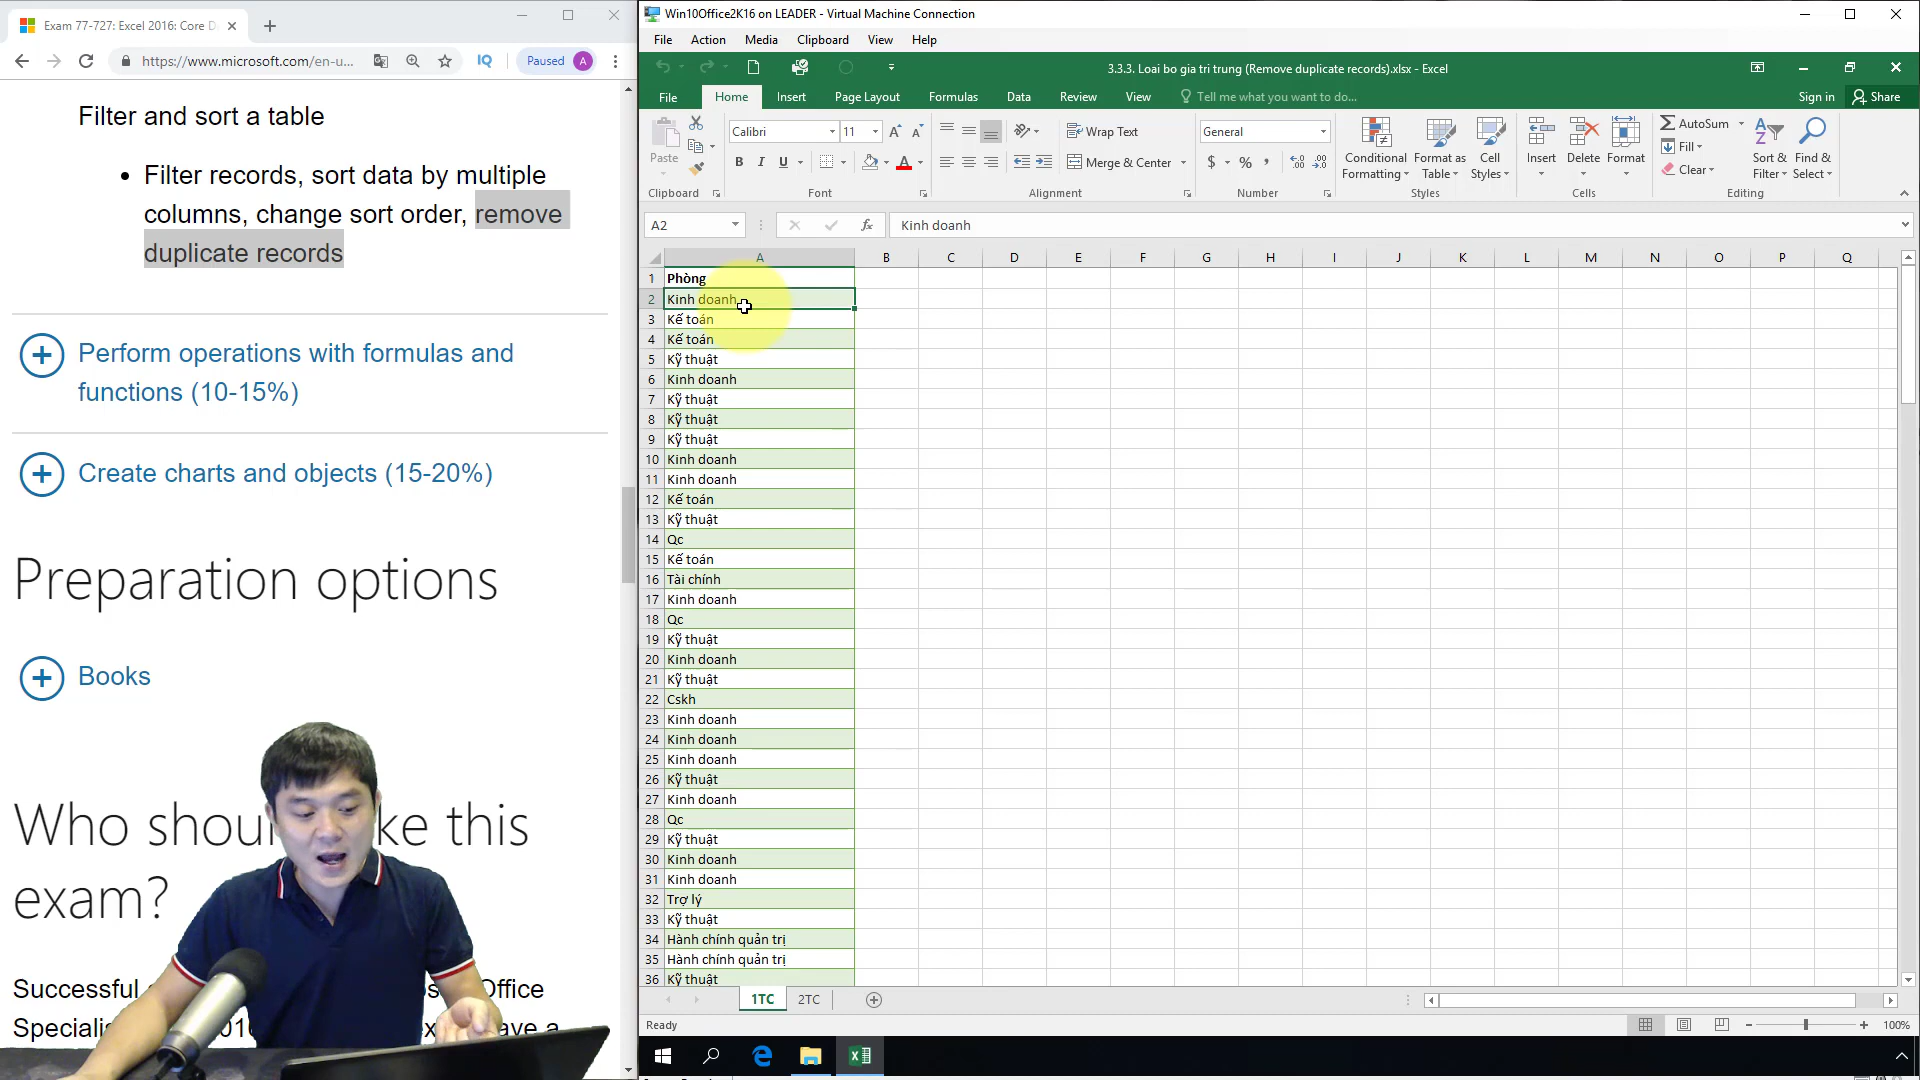 Exam 77-727: Excel 2016: Core D
https://www.microsoft.com/en-u...
IQ
Paused
A
Filter and sort a table
• Filter records, sort data by multiple
columns, change sort order, remove
duplicate records
Perform operations with formulas and
functions (10-15%)
Create charts and objects (15-20%)
Preparation options
Books
exam?
Successful
Office
Win10Office2K16 on LEADER - Virtual Machine Connection
File Action Media Clipboard View Help
3.3.3. Loai bo gia tri trung (Remove duplicate records).xlsx - Excel
File Home Insert Page Layout Formulas Data Review View Tell me what you want to do... Sign in Share
Paste
Calibri 11
B I U A
Wrap Text
Merge & Center
General
$ % ,
Conditional Formatting
Format as Table
Cell Styles
Insert Delete Format
AutoSum
Fill
Clear
Sort & Filter
Find & Select
Clipboard Font Alignment Number Styles Cells Editing
A2 fx Kinh doanh
A B C D E F G H I J K L M N O P Q
1 Phòng
2 Kinh doanh
3 Kế toán
4 Kế toán
5 Kỹ thuật
6 Kinh doanh
7 Kỹ thuật
8 Kỹ thuật
9 Kỹ thuật
10 Kinh doanh
11 Kinh doanh
12 Kế toán
13 Kỹ thuật
14 Qc
15 Kế toán
16 Tài chính
17 Kinh doanh
18 Qc
19 Kỹ thuật
20 Kinh doanh
21 Kỹ thuật
22 Cskh
23 Kinh doanh
24 Kinh doanh
25 Kinh doanh
26 Kỹ thuật
27 Kinh doanh
28 Qc
29 Kỹ thuật
30 Kinh doanh
31 Kinh doanh
32 Trợ lý
33 Kỹ thuật
34 Hành chính quản trị
35 Hành chính quản trị
36 Kỹ thuật
1TC 2TC
Ready
100%